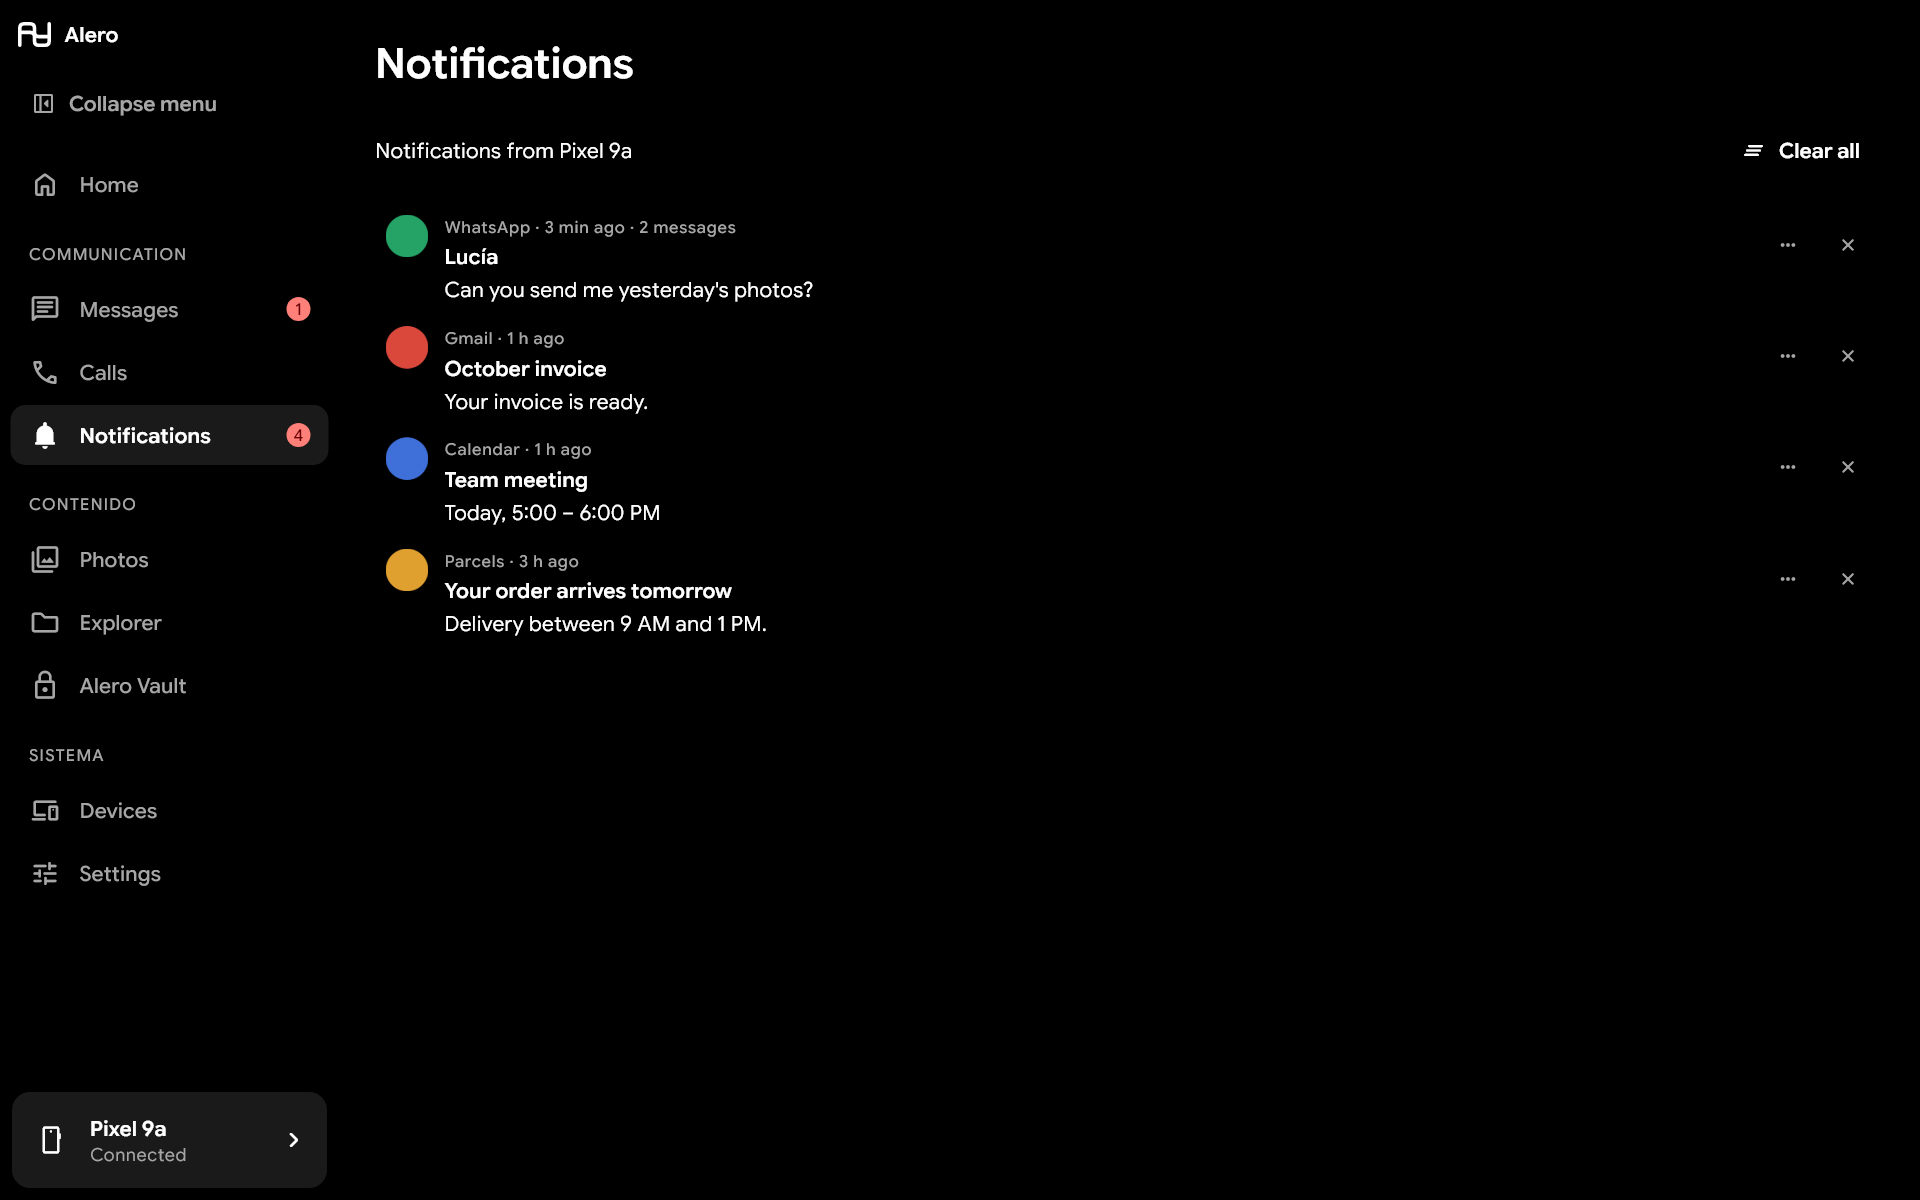 Alero
Collapse menu
Home
COMMUNICATION
Messages 1
Calls
Notifications 4
CONTENIDO
Photos
Explorer
Alero Vault
SISTEMA
Devices
Settings
Pixel 9a
Connected
Notifications
Notifications from Pixel 9a
Clear all
WhatsApp · 3 min ago · 2 messages
Lucía
Can you send me yesterday's photos?
Gmail · 1 h ago
October invoice
Your invoice is ready.
Calendar · 1 h ago
Team meeting
Today, 5:00 – 6:00 PM
Parcels · 3 h ago
Your order arrives tomorrow
Delivery between 9 AM and 1 PM.